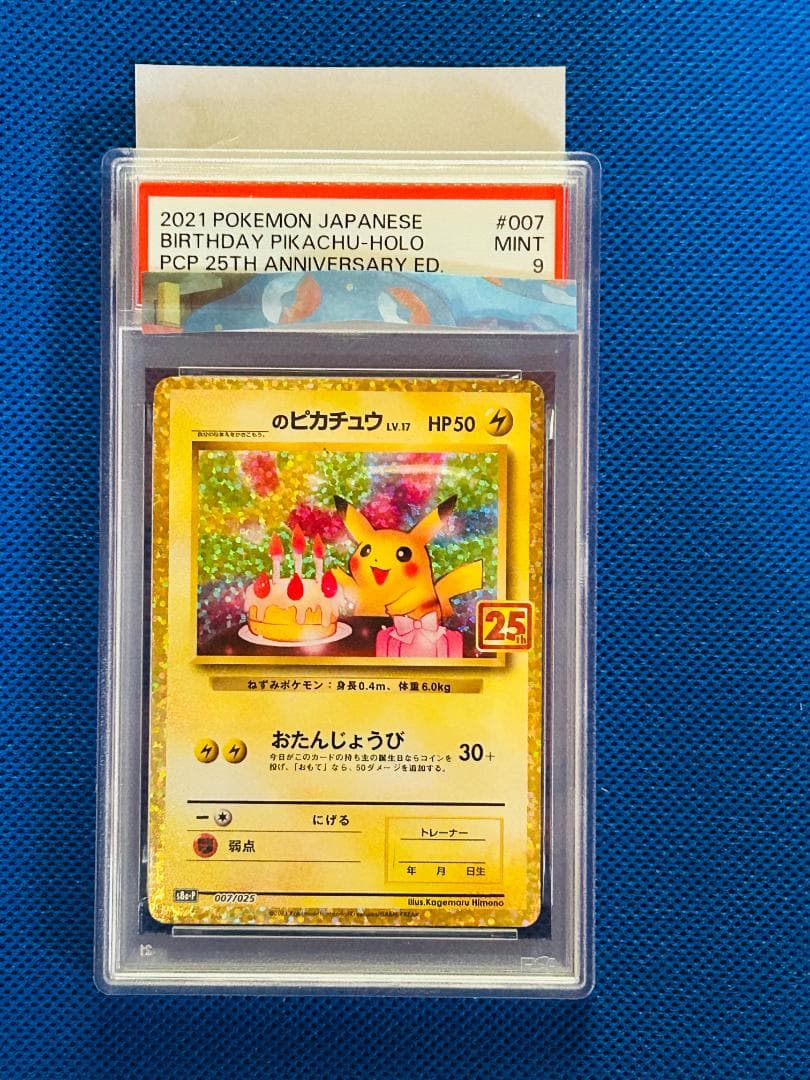 2021 POKEMON JAPANESE #007
BIRTHDAY PIKACHU-HOLO MINT
PCP 25TH ANNIVERSARY ED. 9
のピカチュウ LV.17 HP50
25th
ねずみポケモン:身長0.4m、体重6.0kg
おたんじょうび 30+
今日がこのカードの持ち主の誕生日ならコインを
投げ、「おもて」なら、50ダメージを追加する。
にげる
弱点
トレーナー
年 月 日生
s8a-P 007/025
Illus.Kagemaru Himeno